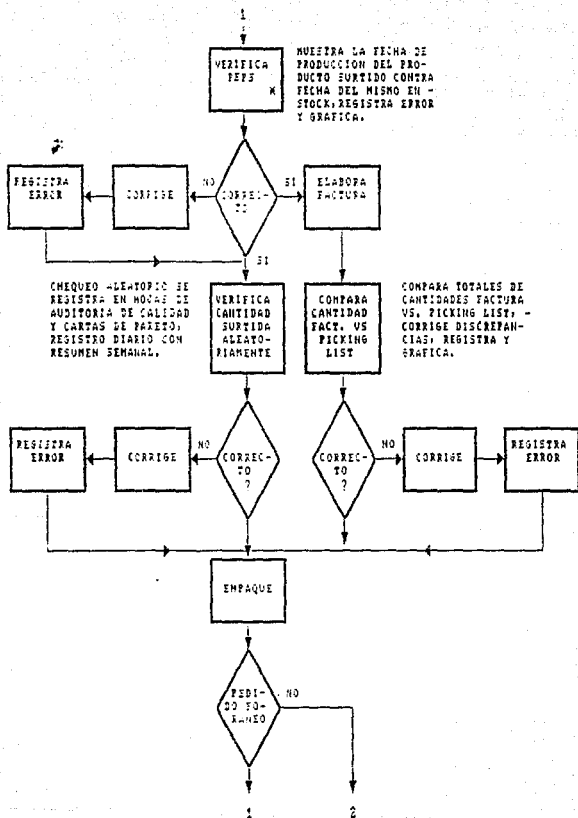 1
VERIFICA
PEPS
*
MUESTRA LA FECHA DE
PRODUCCION DEL PRO-
DUCTO SURTIDO CONTRA
FECHA DEL MISMO EN -
STOCK, REGISTRA ERROR
Y GRAFICA.
REGISTRA
ERROR
CORRIGE
NO
CORREC-
TO
SI
ELABORA
FACTURA
SI
CHEQUEO ALEATORIO SE
REGISTRA EN HOJAS DE
AUDITORIA DE CALIDAD
Y CARTAS DE PARETO,
REGISTRO DIARIO CON
RESUMEN SEMANAL.
VERIFICA
CANTIDAD
SURTIDA
ALEATO-
RIAMENTE
COMPARA
CANTIDAD
FACT. VS
PICKING
LIST
COMPARA TOTALES DE
CANTIDADES FACTURA
VS. PICKING LIST, -
CORRIGE DISCREPAN-
CIAS, REGISTRA Y
GRAFICA.
REGISTRA
ERROR
CORRIGE
NO
CORREC-
TO
?
CORREC-
TO
?
NO
CORRIGE
REGISTRA
ERROR
EMPAQUE
PEDI-
DO FO-
RANEO
NO
1
2